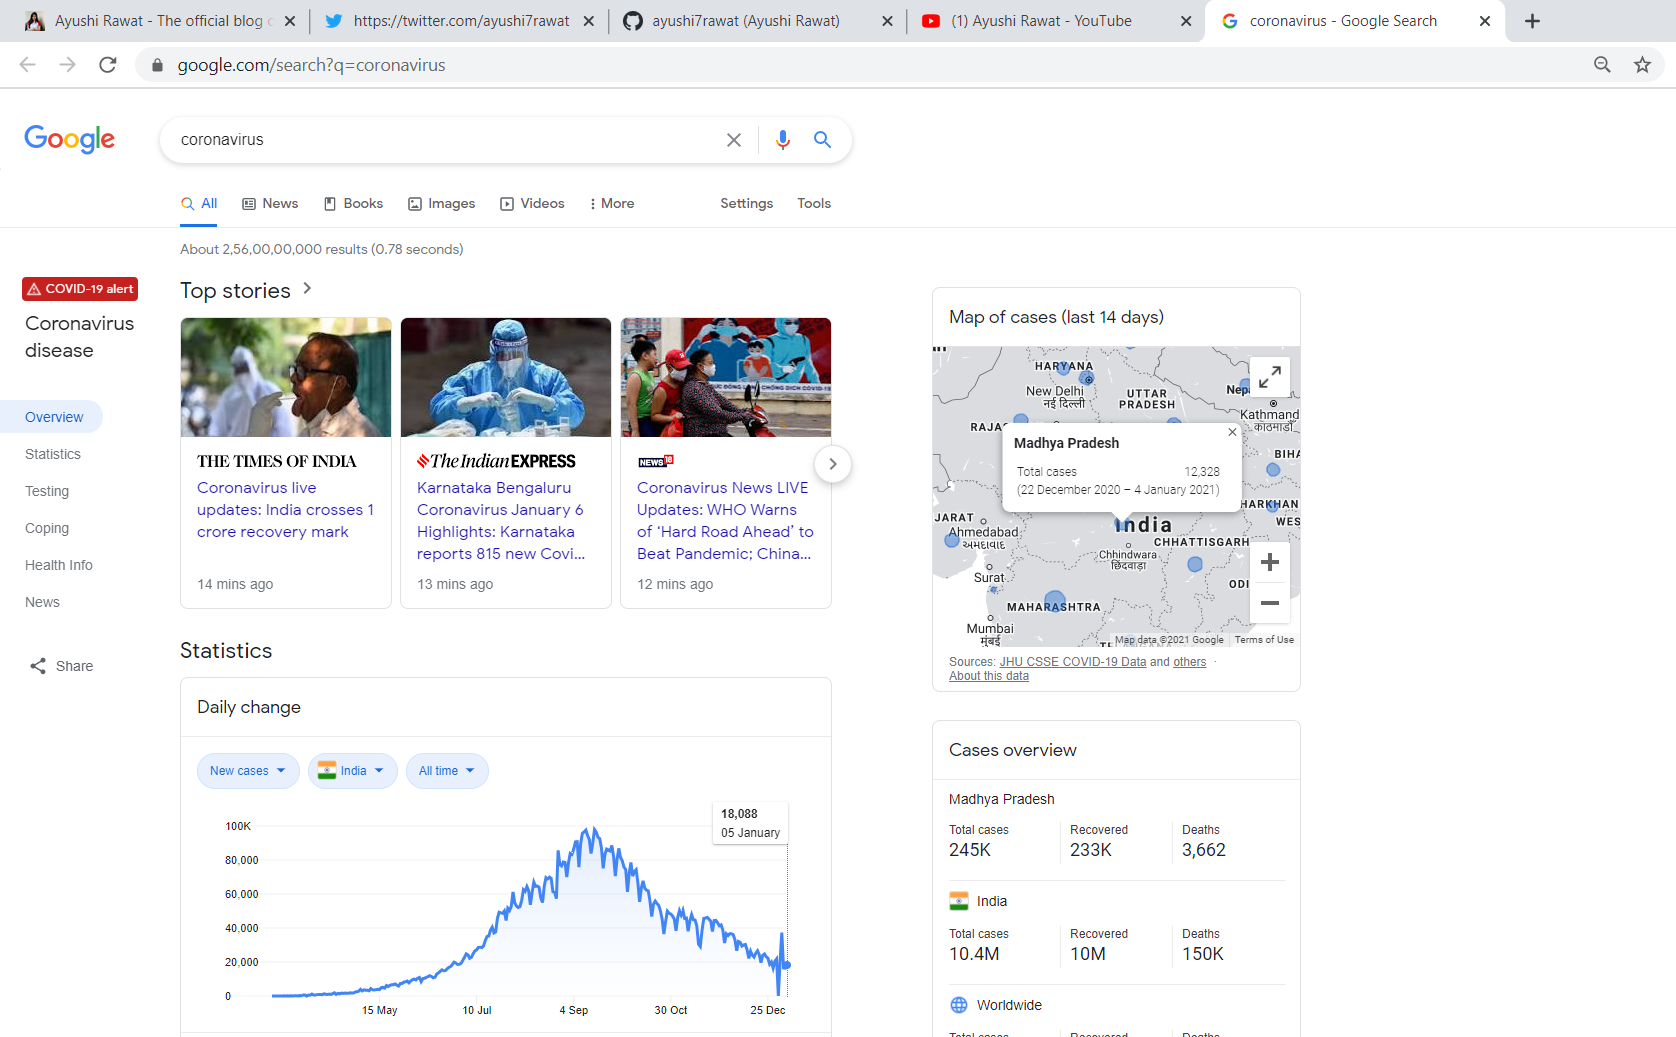 Ayushi Rawat - The official blog
https://twitter.com/ayushi7rawat
ayushi7rawat (Ayushi Rawat)
(1) Ayushi Rawat - YouTube
coronavirus - Google Search
google.com/search?q=coronavirus
Google
coronavirus
All
News
Books
Images
Videos
More
Settings
Tools
About 2,56,00,00,000 results (0.78 seconds)
COVID-19 alert
Coronavirus
disease
Overview
Statistics
Testing
Coping
Health Info
News
Share
Top stories
THE TIMES OF INDIA
Coronavirus live
updates: India crosses 1
crore recovery mark
14 mins ago
The Indian EXPRESS
Karnataka Bengaluru
Coronavirus January 6
Highlights: Karnataka
reports 815 new Covi...
13 mins ago
NEWS18
Coronavirus News LIVE
Updates: WHO Warns
of ‘Hard Road Ahead’ to
Beat Pandemic; China...
12 mins ago
Statistics
Daily change
New cases
India
All time
18,088
05 January
100K
80,000
60,000
40,000
20,000
0
15 May
10 Jul
4 Sep
30 Oct
25 Dec
Map of cases (last 14 days)
HARYANA
New Delhi
नई दिल्ली
UTTAR
PRADESH
Nep
Kathmand
काठमाडौं
RAJAS
BIHA
Madhya Pradesh
Total cases 12,328
(22 December 2020 – 4 January 2021)
JARAT
HARKHAN
WES
India
Ahmedabad
અમદાવાદ
CHHATTISGARH
Chhindwara
छिंदवाड़ा
Surat
ODI
MAHARASHTRA
Mumbai
मुंबई
Map data ©2021 Google
Terms of Use
Sources: JHU CSSE COVID-19 Data and others ·
About this data
Cases overview
Madhya Pradesh
Total cases Recovered Deaths
245K 233K 3,662
India
Total cases Recovered Deaths
10.4M 10M 150K
Worldwide
Total cases Recovered Deaths